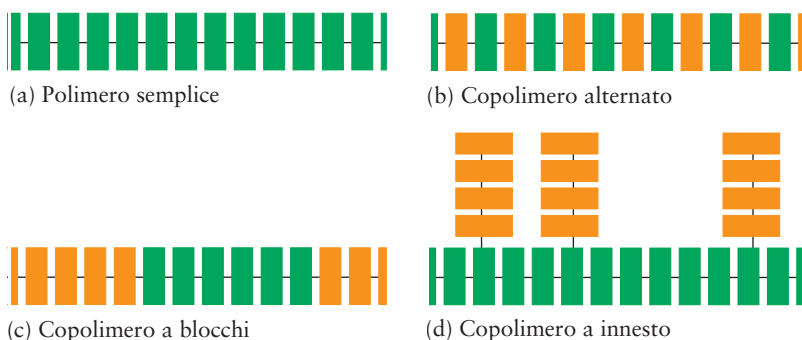 (a) Polimero semplice
(b) Copolimero alternato
(c) Copolimero a blocchi
(d) Copolimero a innesto